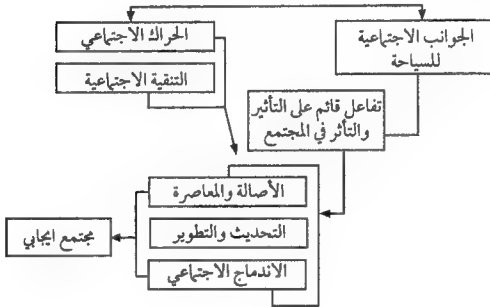 الجوانب الاجتماعية
للسياحة
الحراك الاجتماعي
التنقية الاجتماعية
تفاعل قائم على التأثير
والتأثر في المجتمع
الأصالة والمعاصرة
التحديث والتطوير
الاندماج الاجتماعي
مجتمع ايجابي